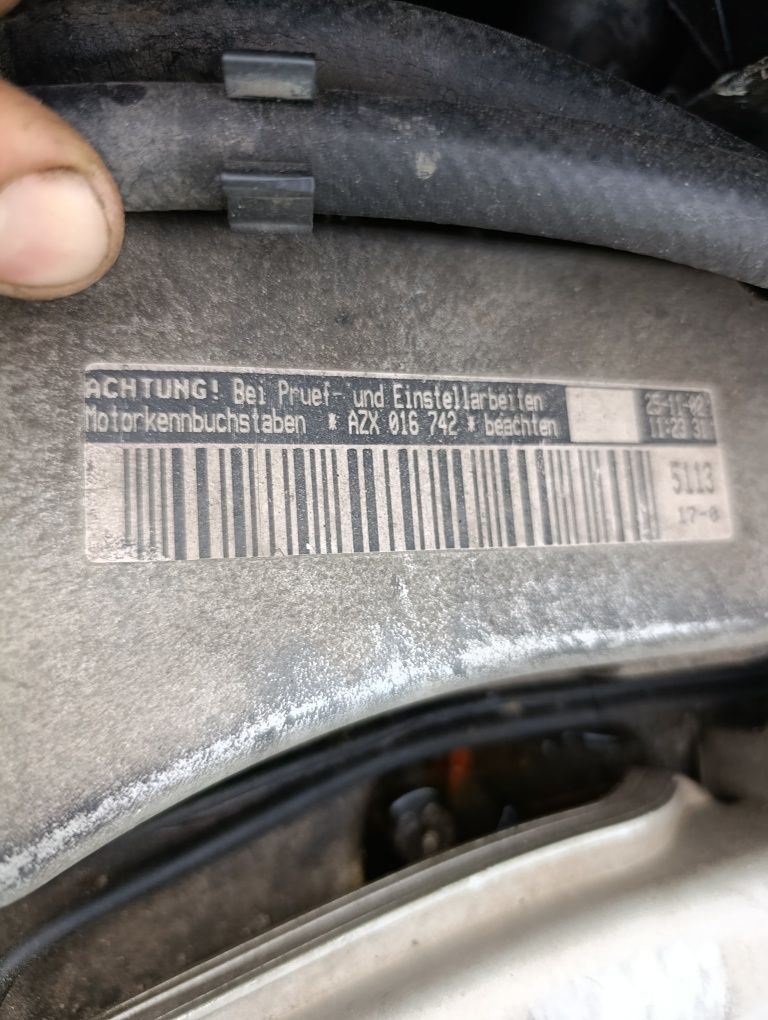 ACHTUNG! Bei Pruef- und Einstellarbeiten
Motorkennbuchstaben * AZX 016 742 * beachten
25-11-02
11:23 31
5113
17-0